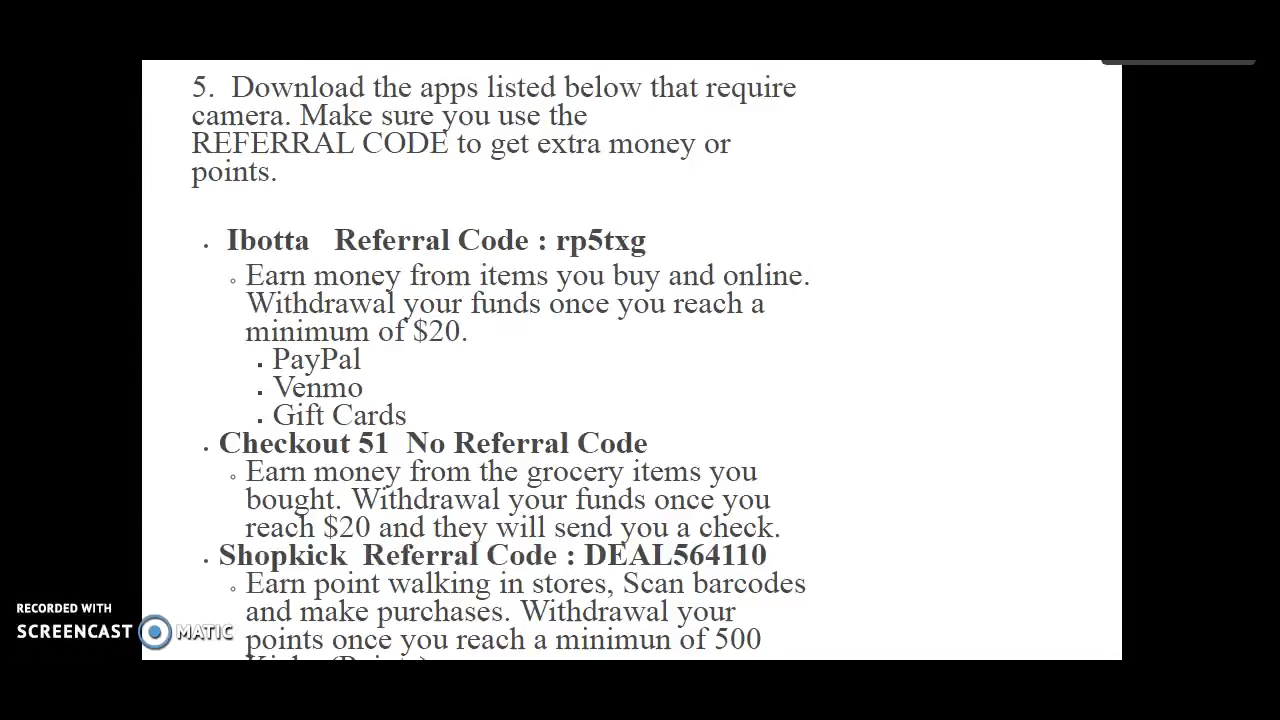 5. Download the apps listed below that require
camera. Make sure you use the
REFERRAL CODE to get extra money or
points.
Ibotta Referral Code : rp5txg
Earn money from items you buy and online.
Withdrawal your funds once you reach a
minimum of $20.
PayPal
Venmo
Gift Cards
Checkout 51 No Referral Code
Earn money from the grocery items you
bought. Withdrawal your funds once you
reach $20 and they will send you a check.
Shopkick Referral Code : DEAL564110
Earn point walking in stores, Scan barcodes
and make purchases. Withdrawal your
points once you reach a minimun of 500
RECORDED WITH
SCREENCAST MATIC